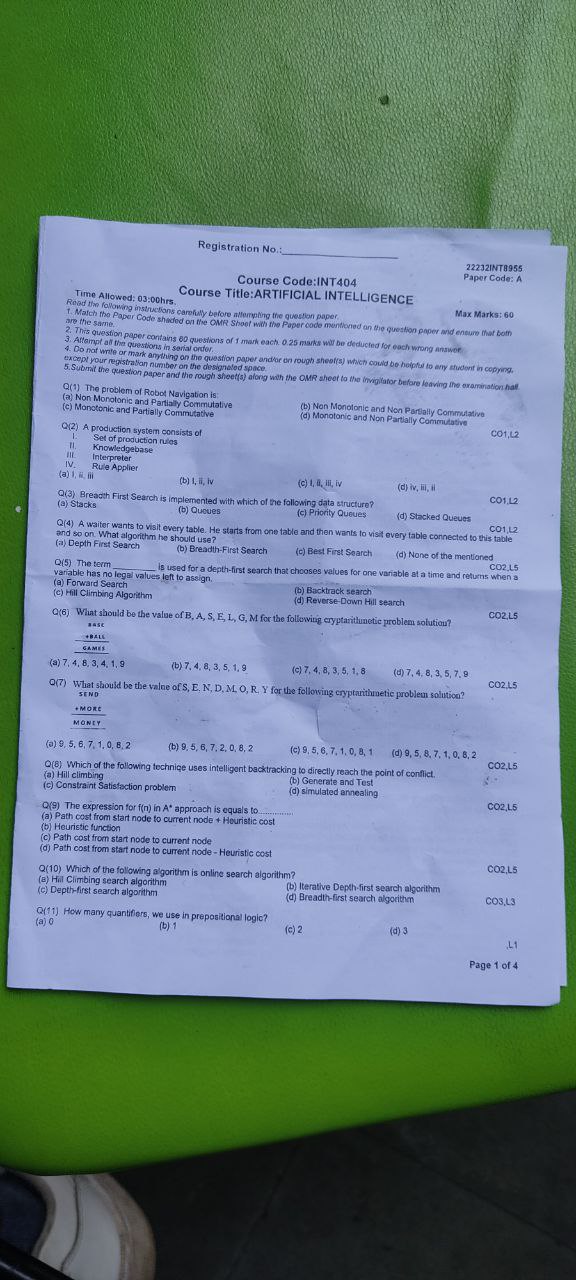 Registration No.:
22232INT8955
Course Code:INT404
Paper Code: A
Course Title:ARTIFICIAL INTELLIGENCE
Time Allowed: 03:00hrs.
Max Marks: 60
Read the following instructions carefully before attempting the question paper.
1. Match the Paper Code shaded on the OMR Sheet with the Paper code mentioned on the question paper and ensure that both
are the same.
2. This question paper contains 60 questions of 1 mark each. 0.25 marks will be deducted for each wrong answer
3. Attempt all the questions in serial order.
4. Do not write or mark anything on the question paper and/or on rough sheet(s) which could be helpful to any student in copying,
except your registration number on the designated space.
5.Submit the question paper and the rough sheet(s) along with the OMR sheet to the invigilator before leaving the examination hall.
Q(1) The problem of Robot Navigation is:
(a) Non Monotonic and Partially Commutative (b) Non Monotonic and Non Partially Commutative
(c) Monotonic and Partially Commutative (d) Monotonic and Non Partially Commutative
CO1,L2
Q(2) A production system consists of
I. Set of production rules
II. Knowledgebase
III. Interpreter
IV. Rule Applier
(a) I, ii, iii (b) I, ii, iv (c) I, ii, iii, iv (d) iv, iii, ii
CO1,L2
Q(3) Breadth First Search is implemented with which of the following data structure?
(a) Stacks (b) Queues (c) Priority Queues (d) Stacked Queues
CO1,L2
Q(4) A waiter wants to visit every table. He starts from one table and then wants to visit every table connected to this table
and so on. What algorithm he should use?
(a) Depth First Search (b) Breadth-First Search (c) Best First Search (d) None of the mentioned
CO2,L5
Q(5) The term ________ is used for a depth-first search that chooses values for one variable at a time and returns when a
variable has no legal values left to assign.
(a) Forward Search (b) Backtrack search
(c) Hill Climbing Algorithm (d) Reverse-Down Hill search
CO2,L5
Q(6) What should be the value of B, A, S, E, L, G, M for the following cryptarithmetic problem solution?
BASE
+BALL
GAMES
(a) 7, 4, 8, 3, 4, 1, 9 (b) 7, 4, 8, 3, 5, 1, 9 (c) 7, 4, 8, 3, 5, 1, 8 (d) 7, 4, 8, 3, 5, 7, 9
CO2,L5
Q(7) What should be the value of S, E, N, D, M, O, R, Y for the following cryptarithmetic problem solution?
SEND
+MORE
MONEY
(a) 9, 5, 6, 7, 1, 0, 8, 2 (b) 9, 5, 6, 7, 2, 0, 8, 2 (c) 9, 5, 6, 7, 1, 0, 8, 1 (d) 9, 5, 8, 7, 1, 0, 8, 2
CO2,L5
Q(8) Which of the following techniqe uses intelligent backtracking to directly reach the point of conflict.
(a) Hill climbing (b) Generate and Test
(c) Constraint Satisfaction problem (d) simulated annealing
CO2,L5
Q(9) The expression for f(n) in A* approach is equals to..............
(a) Path cost from start node to current node + Heuristic cost
(b) Heuristic function
(c) Path cost from start node to current node
(d) Path cost from start node to current node - Heuristic cost
CO2,L5
Q(10) Which of the following algorithm is online search algorithm?
(a) Hill Climbing search algorithm (b) Iterative Depth-first search algorithm
(c) Depth-first search algorithm (d) Breadth-first search algorithm
CO3,L3
Q(11) How many quantifiers, we use in prepositional logic?
(a) 0 (b) 1 (c) 2 (d) 3
,L1
Page 1 of 4